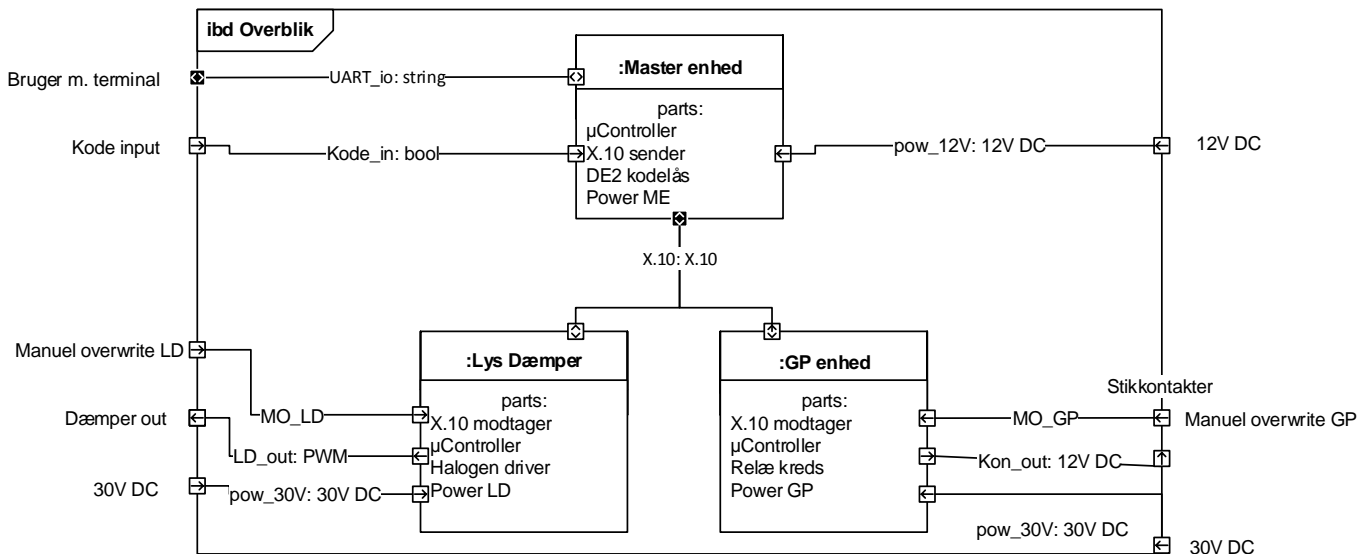 ibd Overblik
Bruger m. terminal
UART_io: string
:Master enhed
parts:
µController
X.10 sender
DE2 kodelås
Power ME
Kode input
Kode_in: bool
pow_12V: 12V DC
12V DC
X.10: X.10
Manuel overwrite LD
Dæmper out
30V DC
MO_LD
LD_out: PWM
pow_30V: 30V DC
:Lys Dæmper
parts:
X.10 modtager
µController
Halogen driver
Power LD
:GP enhed
parts:
X.10 modtager
µController
Relæ kreds
Power GP
Stikkontakter
MO_GP
Manuel overwrite GP
Kon_out: 12V DC
pow_30V: 30V DC
30V DC